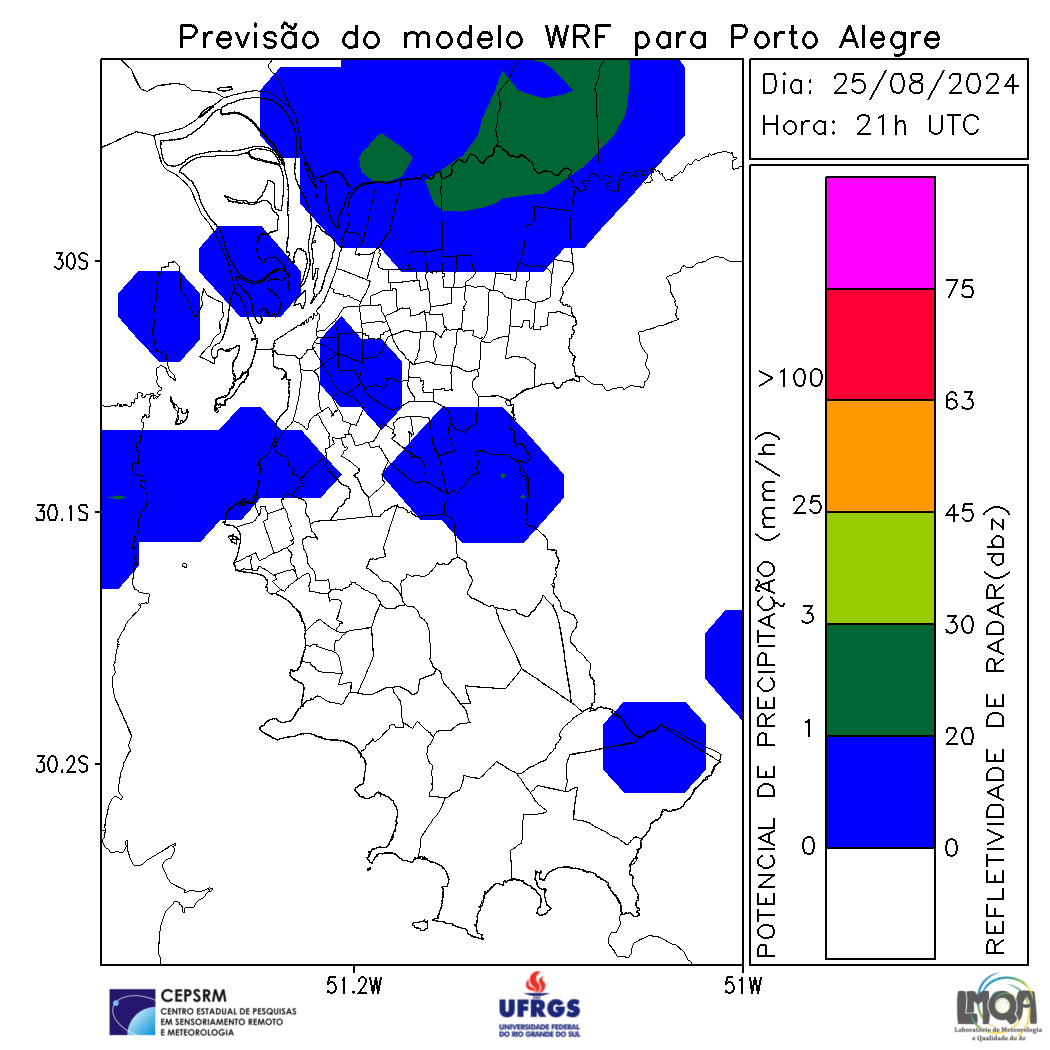 Previsão do modelo WRF para Porto Alegre
Dia: 25/08/2024
Hora: 21h UTC
30S
30.1S
30.2S
51.2W
51W
POTENCIAL DE PRECIPITAÇÃO (mm/h)
>100
25
3
1
0
75
63
45
30
20
0
REFLETIVIDADE DE RADAR(dbz)
CEPSRM
CENTRO ESTADUAL DE PESQUISAS
EM SENSORIAMENTO REMOTO
E METEOROLOGIA
UFRGS
UNIVERSIDADE FEDERAL
DO RIO GRANDE DO SUL
LMQA
Laboratório de Meteorologia
e Qualidade do Ar